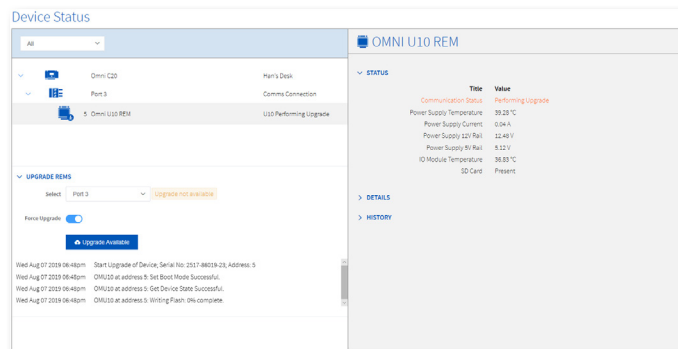 Device Status
All
Omni C20 Han's Desk
Port 3 Comms Connection
5 Omni U10 REM U10 Performing Upgrade
UPGRADE REMS
Select Port 3 Upgrade not available
Force Upgrade
Upgrade Available
Wed Aug 07 2019 06:48pm Start Upgrade of Device; Serial No: 2517-86019-23; Address: 5
Wed Aug 07 2019 06:48pm OMU10 at address 5: Set Boot Mode Successful.
Wed Aug 07 2019 06:48pm OMU10 at address 5: Get Device State Successful.
Wed Aug 07 2019 06:48pm OMU10 at address 5: Writing Flash. 0% complete.
OMNI U10 REM
STATUS
Title Value
Communication Status Performing Upgrade
Power Supply Temperature 39.28 °C
Power Supply Current 0.04 A
Power Supply 12V Rail 12.48 V
Power Supply 5V Rail 5.12 V
IO Module Temperature 36.83 °C
SD Card Present
DETAILS
HISTORY